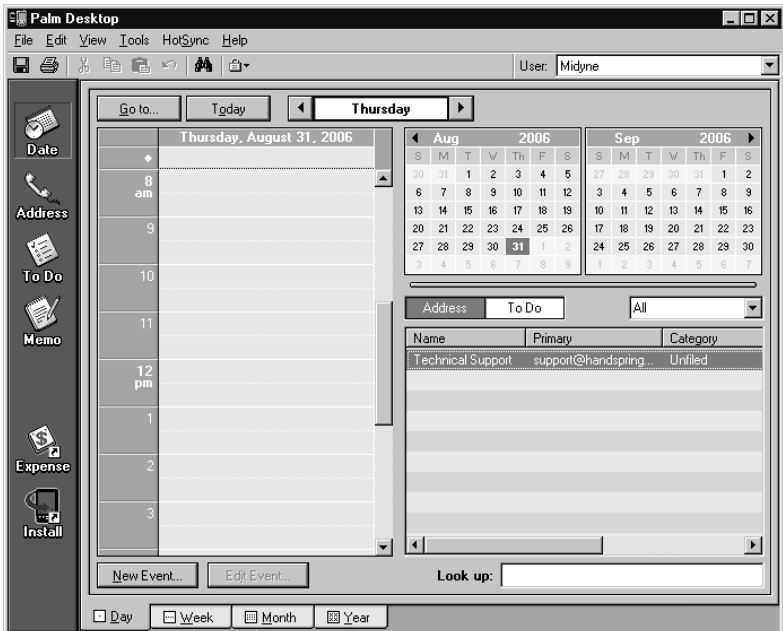 Palm Desktop
File Edit View Tools HotSync Help
User: Midyne
Date
Address
To Do
Memo
Expense
Install
Go to... Today Thursday
Thursday, August 31, 2006
8 am
9
10
11
12 pm
1
2
3
New Event... Edit Event...
Aug 2006
S M T W Th F S
30 31 1 2 3 4 5
6 7 8 9 10 11 12
13 14 15 16 17 18 19
20 21 22 23 24 25 26
27 28 29 30 31 1 2
3 4 5 6 7 8 9
Sep 2006
S M T W Th F S
27 28 29 30 31 1 2
3 4 5 6 7 8 9
10 11 12 13 14 15 16
17 18 19 20 21 22 23
24 25 26 27 28 29 30
1 2 3 4 5 6 7
Address To Do All
Name Primary Category
Technical Support support@handspring... Unfiled
Look up:
Day Week Month Year